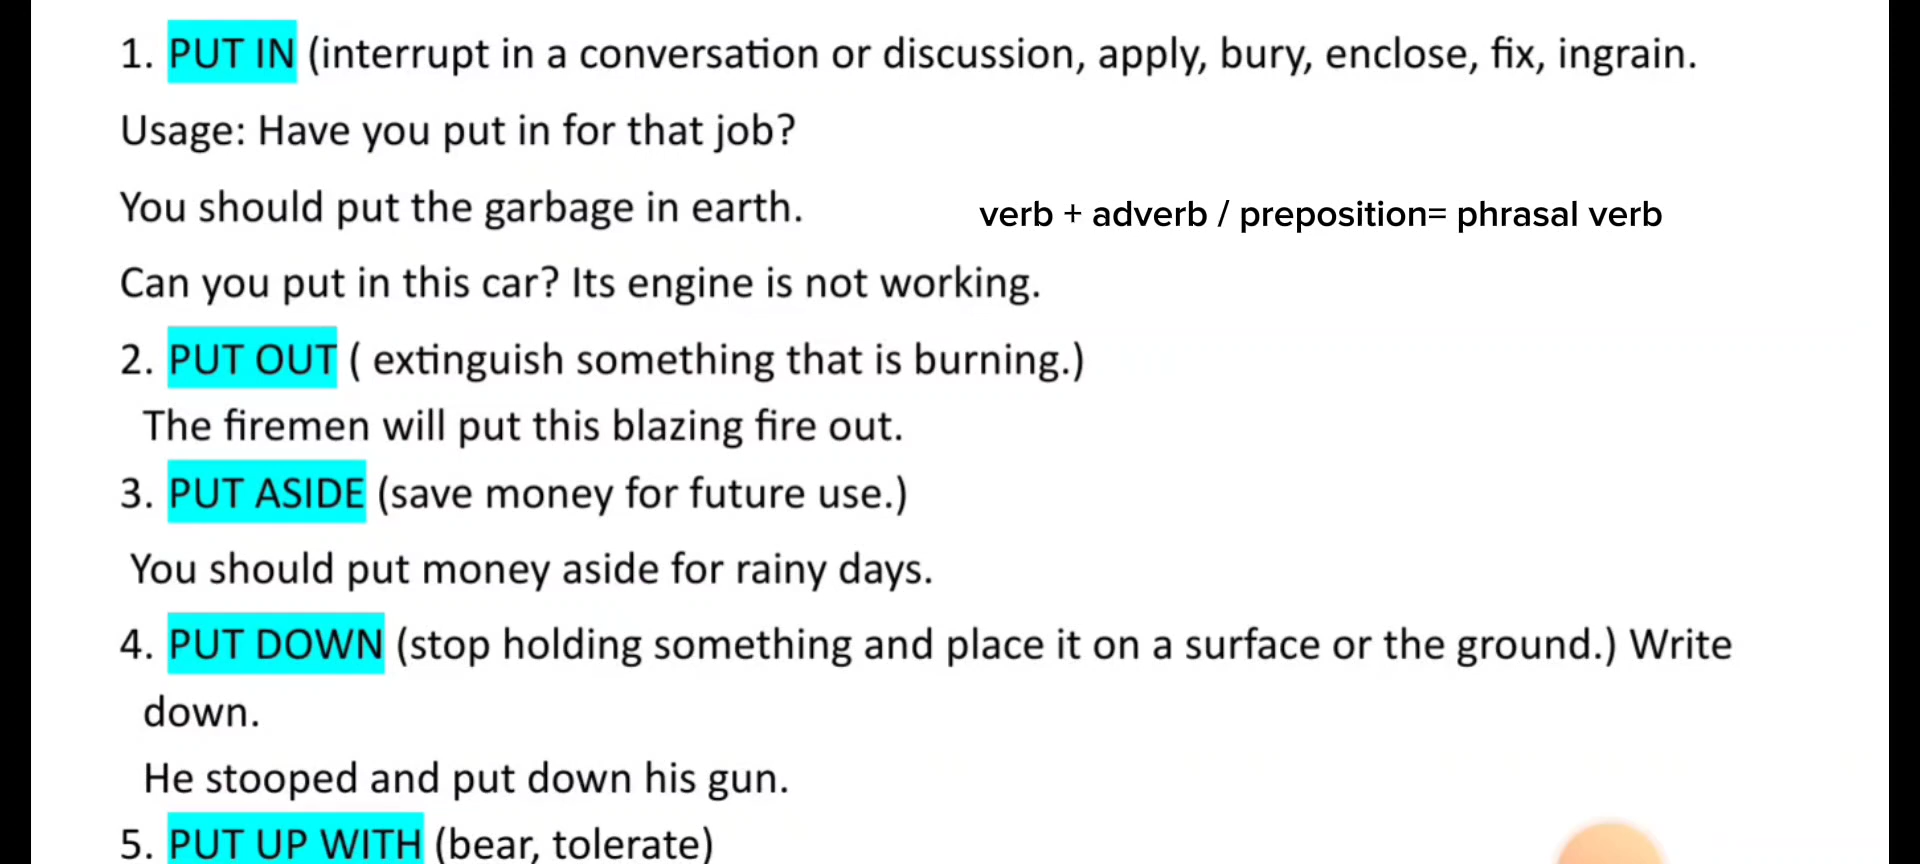 1. PUT IN (interrupt in a conversation or discussion, apply, bury, enclose, fix, ingrain.
Usage: Have you put in for that job?
You should put the garbage in earth.
verb + adverb / preposition= phrasal verb
Can you put in this car? Its engine is not working.
2. PUT OUT ( extinguish something that is burning.)
The firemen will put this blazing fire out.
3. PUT ASIDE (save money for future use.)
You should put money aside for rainy days.
4. PUT DOWN (stop holding something and place it on a surface or the ground.) Write
down.
He stooped and put down his gun.
5. PUT UP WITH (bear, tolerate)